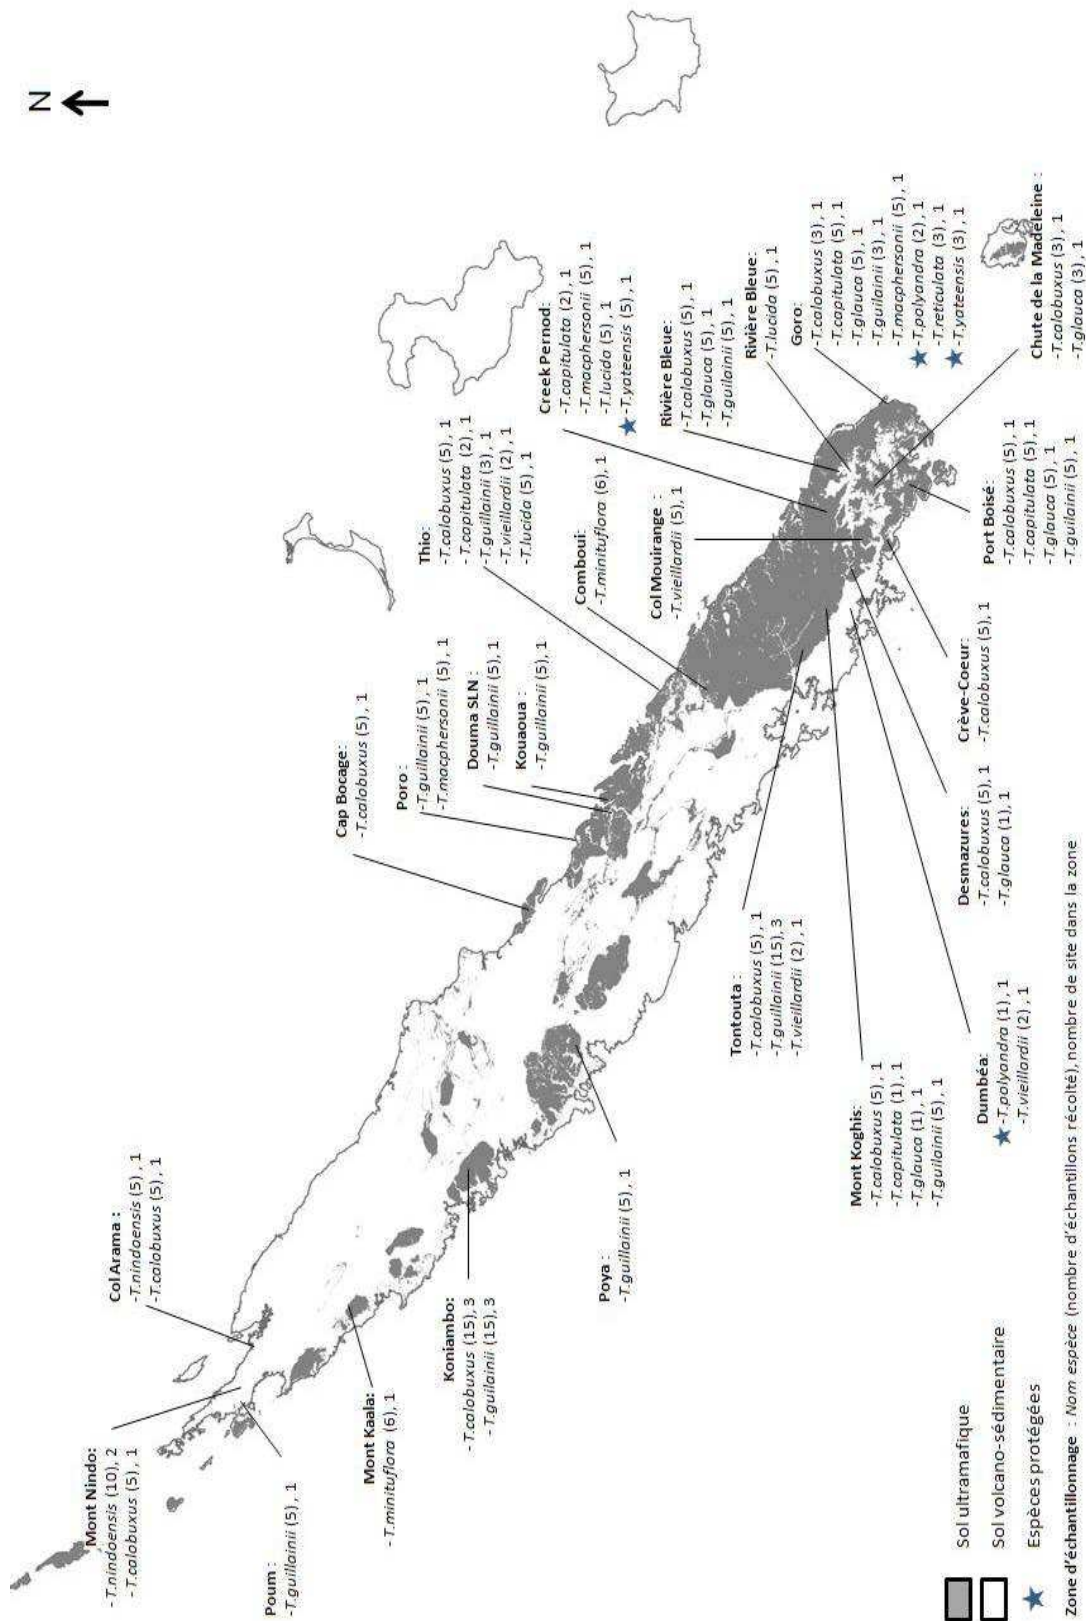 N
Mont Nindo:
- T.nindoensis (10), 2
- T.calobuxus (5), 1
Poum :
-T.guillainii (5), 1
Col Arama :
-T.nindoensis (5), 1
-T.calobuxus (5), 1
Mont Kaala:
- T.minituflora (6), 1
Koniambo:
- T.calobuxus (15), 3
- T.guilainii (15), 3
Poya :
-T.guillainii (5), 1
Cap Bocage:
-T.calobuxus (5), 1
Poro :
-T.guillainii (5), 1
-T.macphersonii (5), 1
Douma SLN :
-T.guillainii (5), 1
Kouaoua :
-T.guillainii (5), 1
Thio:
-T.calobuxus (5), 1
-T.capitulata (2), 1
-T.guillainii (3), 1
-T.vieillardii (2), 1
-T.lucida (5), 1
Comboui:
-T.minituflora (6), 1
Col Mouirange :
-T.vieillardii (5), 1
Creek Pernod:
-T.capitulata (2), 1
-T.macphersonii (5), 1
-T.lucida (5), 1
-T.yateensis (5), 1
Rivière Bleue:
-T.calobuxus (5), 1
-T.glauca (5), 1
-T.guilainii (5), 1
Rivière Bleue:
-T.lucida (5), 1
Goro:
-T.calobuxus (3), 1
-T.capitulata (5), 1
-T.glauca (5), 1
-T.guilainii (3), 1
-T.macphersonii (5), 1
-T.polyandra (2), 1
-T.reticulata (3), 1
-T.yateensis (3), 1
Chute de la Madeleine :
-T.calobuxus (3), 1
-T.glauca (3), 1
Port Boisé:
-T.calobuxus (5), 1
-T.capitulata (5), 1
-T.glauca (5), 1
-T.guilainii (5), 1
Crève-Coeur:
-T.calobuxus (5), 1
Desmazures:
-T.calobuxus (5), 1
-T.glauca (1), 1
Dumbéa:
-T.polyandra (1), 1
-T.vieillardii (2), 1
Tontouta :
-T.calobuxus (5), 1
-T.guillainii (15), 3
-T.vieillardii (2), 1
Mont Koghis:
-T.calobuxus (5), 1
-T.capitulata (1), 1
-T.glauca (1), 1
-T.guilainii (5), 1
Sol ultramafique
Sol volcano-sédimentaire
Espèces protégées
Zone d'échantillonnage : Nom espèce (nombre d'échantillons récolté), nombre de site dans la zone